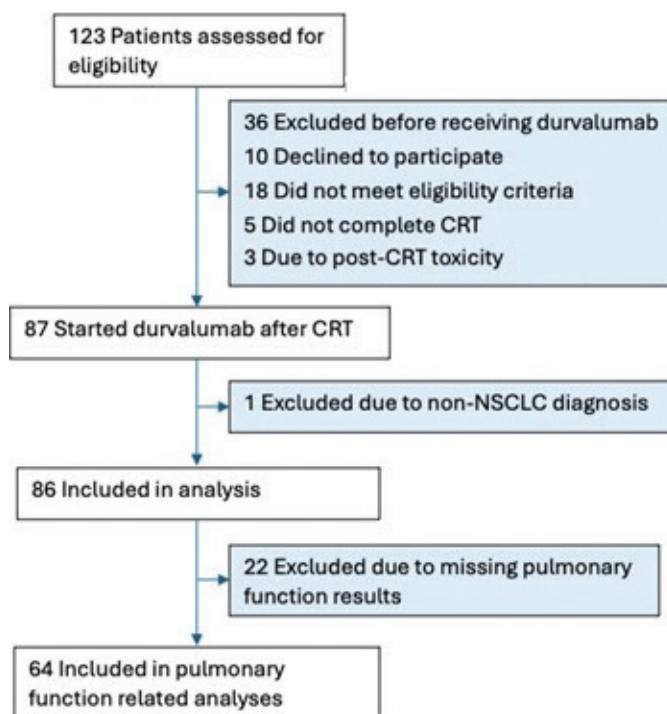 123 Patients assessed for
eligibility
36 Excluded before receiving durvalumab
10 Declined to participate
18 Did not meet eligibility criteria
5 Did not complete CRT
3 Due to post-CRT toxicity
87 Started durvalumab after CRT
1 Excluded due to non-NSCLC diagnosis
86 Included in analysis
22 Excluded due to missing pulmonary
function results
64 Included in pulmonary
function related analyses